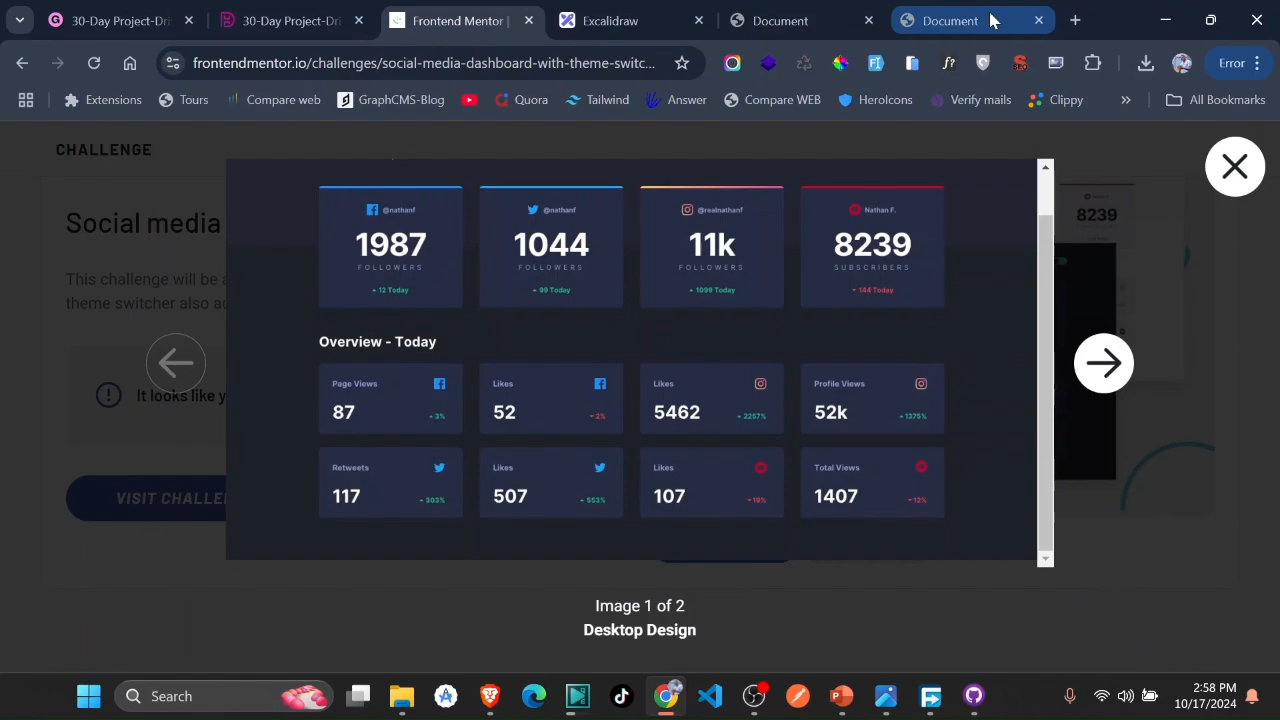 30-Day Project-Dri
30-Day Project-Dri
Frontend Mentor |
Excalidraw
Document
Document
frontendmentor.io/challenges/social-media-dashboard-with-theme-switc...
Error
Extensions
Tours
Compare web
GraphCMS-Blog
Quora
Tailwind
Answer
Compare WEB
HeroIcons
Verify mails
Clippy
All Bookmarks
CHALLENGE
Social media
This challenge will be a
theme switch
so ac
It looks like y
VISIT CHALLE
8239
@nathanf
1987
FOLLOWERS
12 Today
@nathanf
1044
FOLLOWERS
99 Today
@realnathanf
11k
FOLLOWERS
1099 Today
Nathan F.
8239
SUBSCRIBERS
144 Today
Overview - Today
Page Views
87
3%
Likes
52
2%
Likes
5462
2257%
Profile Views
52k
1375%
Retweets
117
303%
Likes
507
553%
Likes
107
19%
Total Views
1407
12%
Image 1 of 2
Desktop Design
Search
2:58 PM
10/17/2024